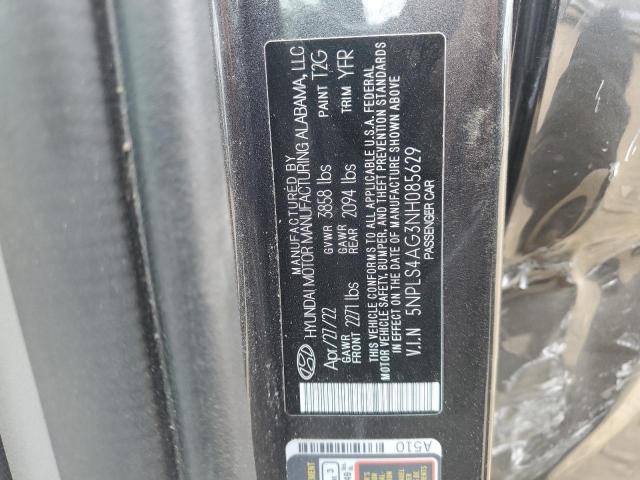 MANUFACTURED BY
HYUNDAI MOTOR MANUFACTURING ALABAMA, LLC
Apr/27/22 GVWR 3858 lbs PAINT T2G
GAWR FRONT 2271 lbs GAWR REAR 2094 lbs TRIM YFR
THIS VEHICLE CONFORMS TO ALL APPLICABLE U.S.A. FEDERAL
MOTOR VEHICLE SAFETY, BUMPER, AND THEFT PREVENTION STANDARDS
IN EFFECT ON THE DATE OF MANUFACTURE SHOWN ABOVE
V.I.N 5NPLS4AG3NH085629
PASSENGER CAR
A510